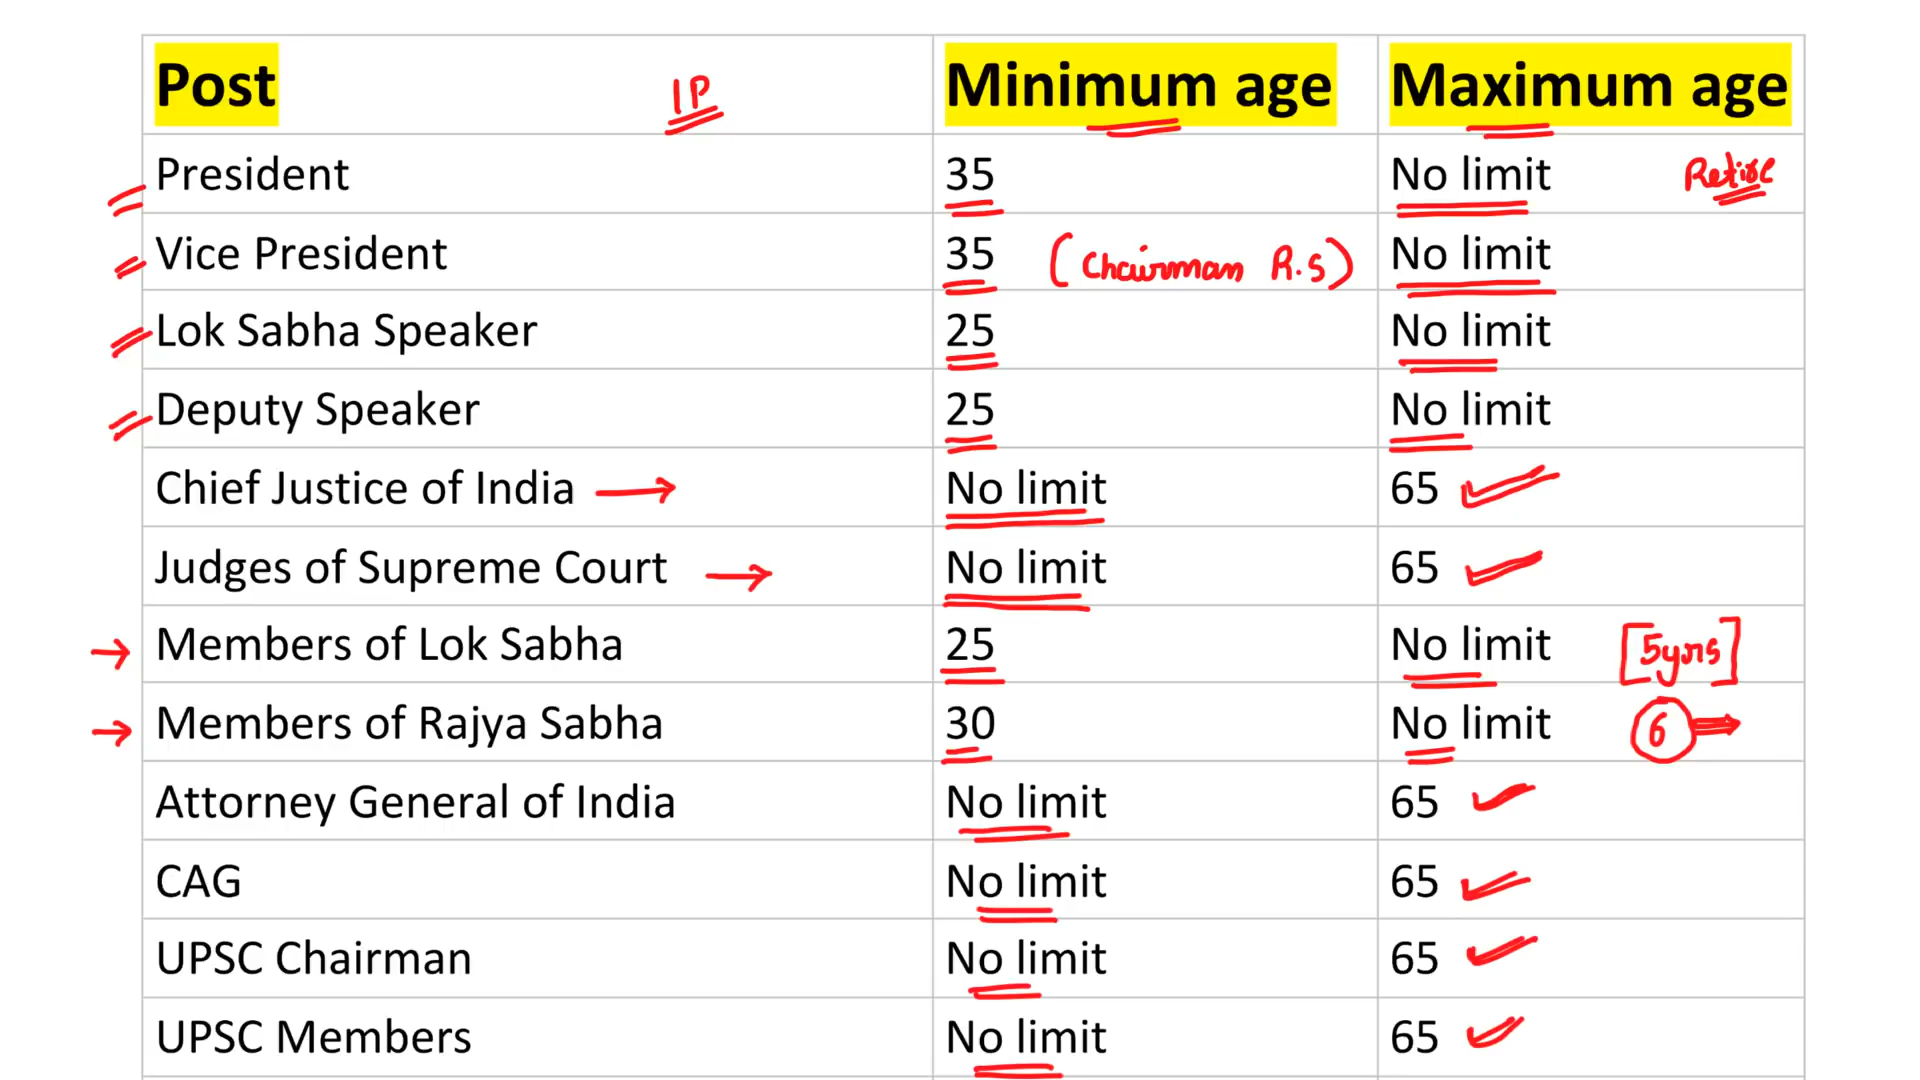 Post IP Minimum age Maximum age
President 35 No limit Retire
Vice President 35 (Chairman R.S) No limit
Lok Sabha Speaker 25 No limit
Deputy Speaker 25 No limit
Chief Justice of India No limit 65
Judges of Supreme Court No limit 65
Members of Lok Sabha 25 No limit [5yrs]
Members of Rajya Sabha 30 No limit 6
Attorney General of India No limit 65
CAG No limit 65
UPSC Chairman No limit 65
UPSC Members No limit 65